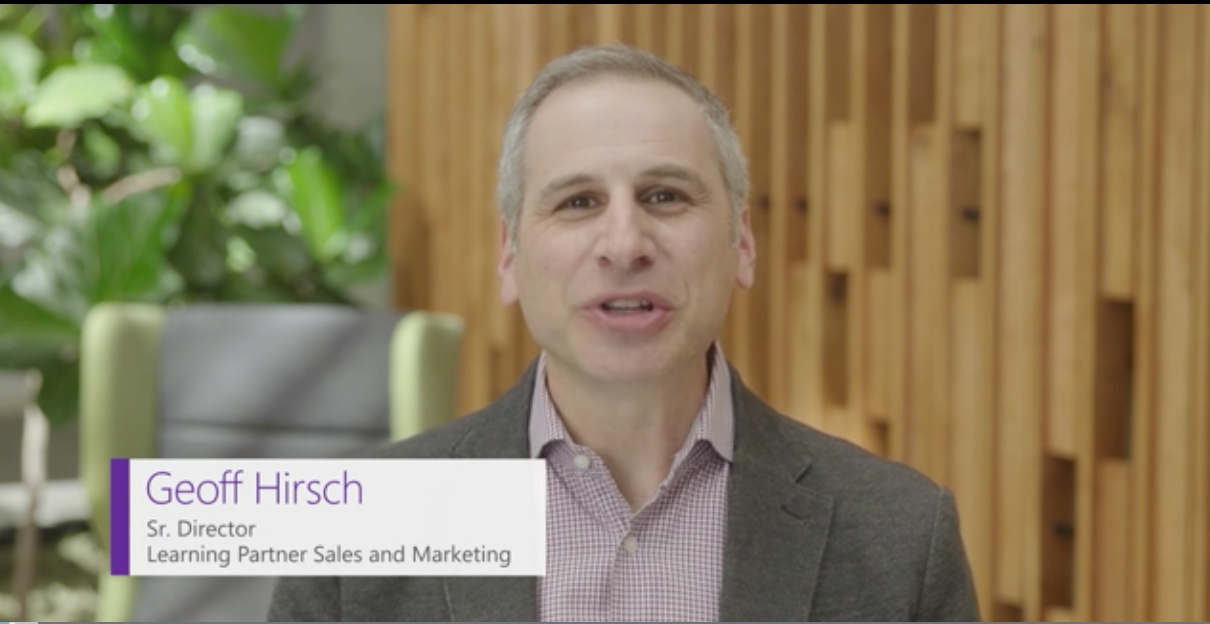 Geoff Hirsch
Sr. Director
Learning Partner Sales and Marketing